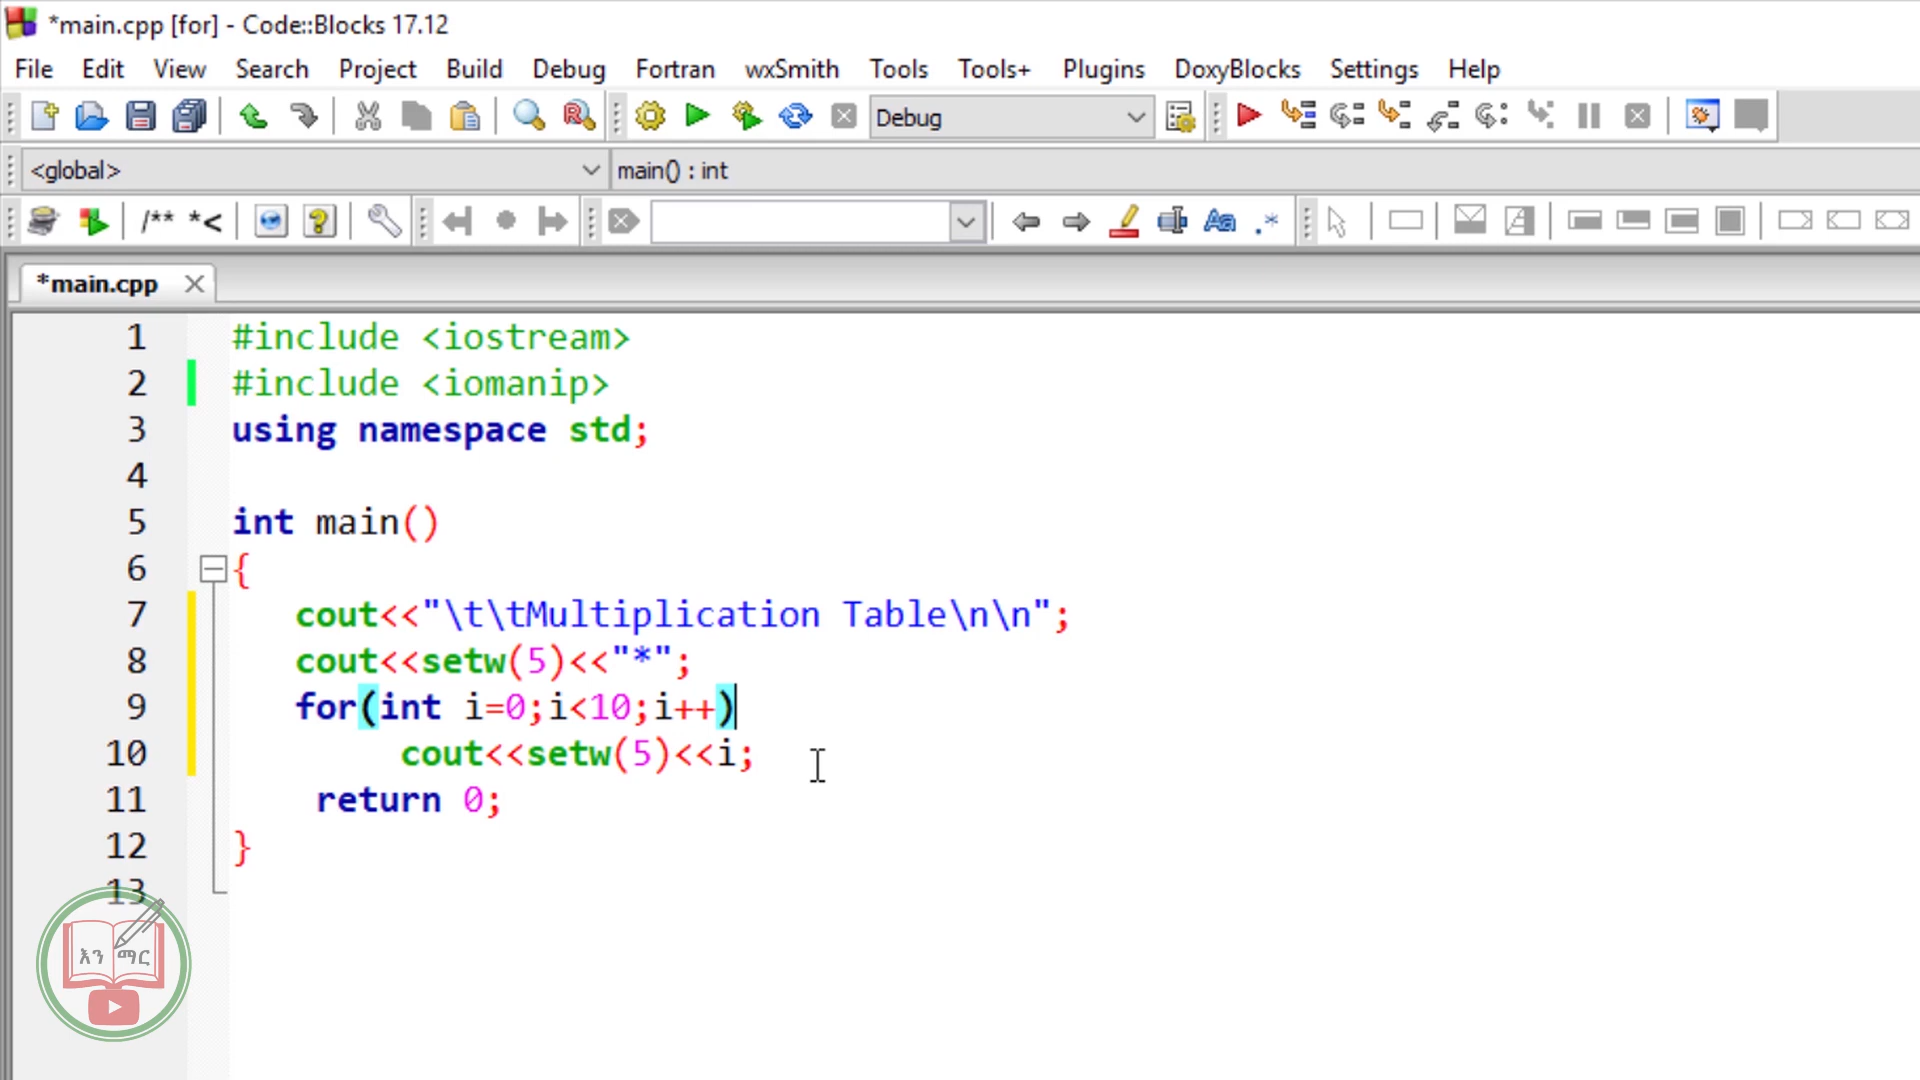 *main.cpp [for] - Code::Blocks 17.12
File Edit View Search Project Build Debug Fortran wxSmith Tools Tools+ Plugins DoxyBlocks Settings Help
Debug
<global> main() : int
/** *<
Aa .*
*main.cpp
1 #include <iostream>
2 #include <iomanip>
3 using namespace std;
4
5 int main()
6 {
7 cout<<"\t\tMultiplication Table\n\n";
8 cout<<setw(5)<<"*";
9 for(int i=0;i<10;i++)
10 cout<<setw(5)<<i;
11 return 0;
12 }
13
እን ማር